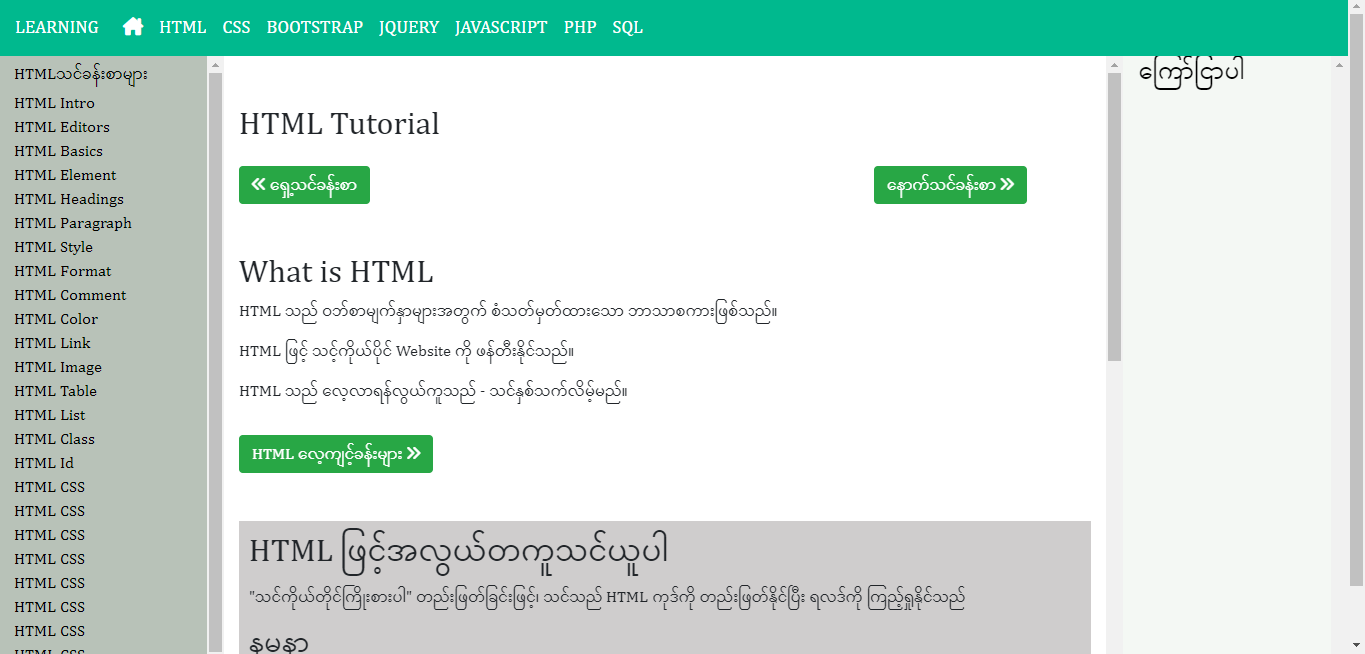 LEARNING HTML CSS BOOTSTRAP JQUERY JAVASCRIPT PHP SQL
HTMLသင်ခန်းစာများ
HTML Intro
HTML Editors
HTML Basics
HTML Element
HTML Headings
HTML Paragraph
HTML Style
HTML Format
HTML Comment
HTML Color
HTML Link
HTML Image
HTML Table
HTML List
HTML Class
HTML Id
HTML CSS
HTML CSS
HTML CSS
HTML CSS
HTML CSS
HTML CSS
HTML CSS
HTML CSS
HTML Tutorial
ရှေ့သင်ခန်းစာ
နောက်သင်ခန်းစာ
What is HTML
HTML သည် ဝဘ်စာမျက်နှာများအတွက် စံသတ်မှတ်ထားသော ဘာသာစကားဖြစ်သည်။
HTML ဖြင့် သင့်ကိုယ်ပိုင် Website ကို ဖန်တီးနိုင်သည်။
HTML သည် လေ့လာရန်လွယ်ကူသည် - သင်နှစ်သက်လိမ့်မည်။
HTML လေ့ကျင့်ခန်းများ
HTML ဖြင့်အလွယ်တကူသင်ယူပါ
"သင်ကိုယ်တိုင်ကြိုးစားပါ" တည်းဖြတ်ခြင်းဖြင့်၊ သင်သည် HTML ကုဒ်ကို တည်းဖြတ်နိုင်ပြီး ရလဒ်ကို ကြည့်ရှုနိုင်သည်
နမူနာ
ကြော်ငြာပါ